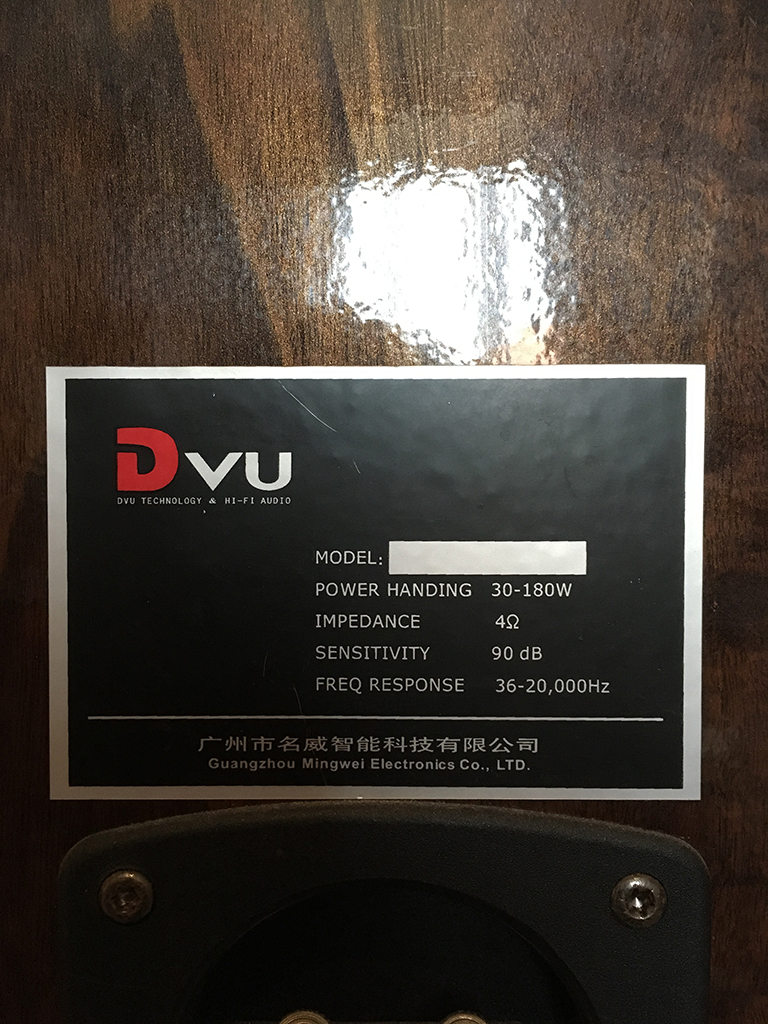 DVU
DVU TECHNOLOGY & HI-FI AUDIO
MODEL:
POWER HANDING 30-180W
IMPEDANCE 4Ω
SENSITIVITY 90 dB
FREQ RESPONSE 36-20,000Hz
广州市名威智能科技有限公司
Guangzhou Mingwei Electronics Co., LTD.